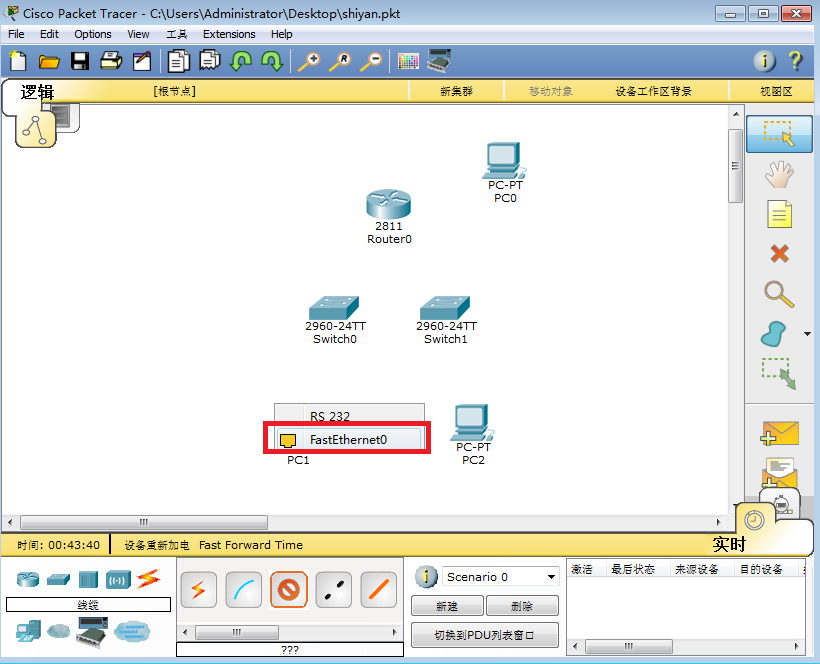 Cisco Packet Tracer - C:\Users\Administrator\Desktop\shiyan.pkt
File Edit Options View 工具 Extensions Help
逻辑 [根节点] 新集群 移动对象 设备工作区背景 视图区
PC-PT
PC0
2811
Router0
2960-24TT
Switch0
2960-24TT
Switch1
RS 232
FastEthernet0
PC1
PC-PT
PC2
时间: 00:43:40 设备重新加电 Fast Forward Time 实时
线缆
???
Scenario 0
新建 删除
切换到PDU列表窗口
激活 最后状态 来源设备 目的设备